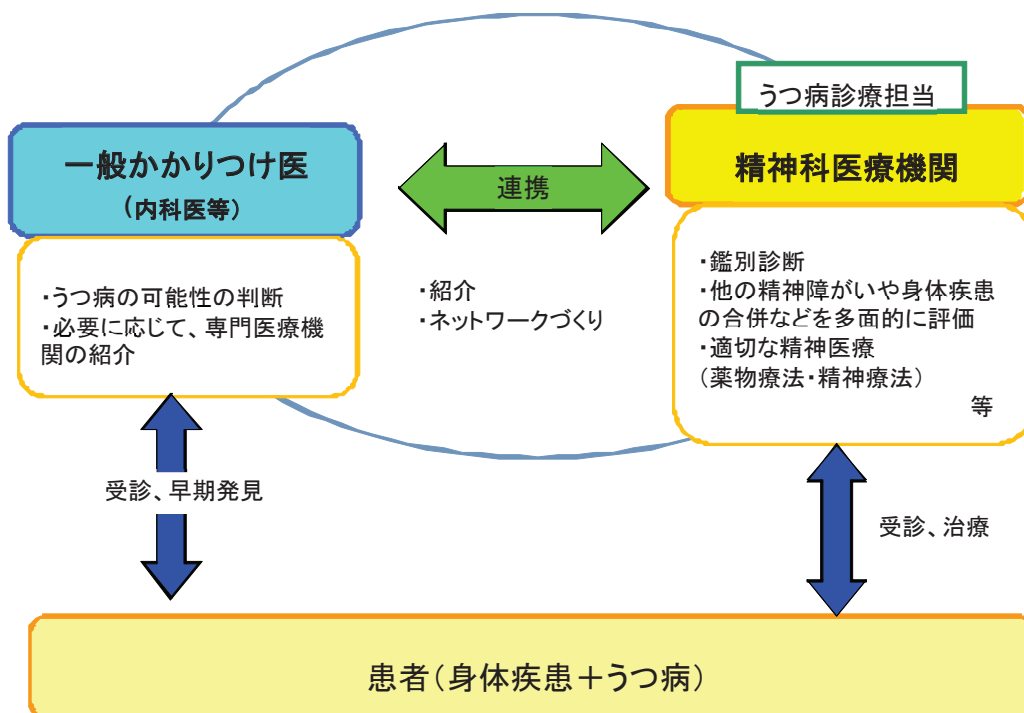 うつ病診療担当
一般かかりつけ医
(内科医等)
連携
精神科医療機関
・うつ病の可能性の判断
・必要に応じて、専門医療機
関の紹介
・紹介
・ネットワークづくり
・鑑別診断
・他の精神障がいや身体疾患
の合併などを多面的に評価
・適切な精神医療
(薬物療法・精神療法)
等
受診、早期発見
受診、治療
患者(身体疾患＋うつ病)